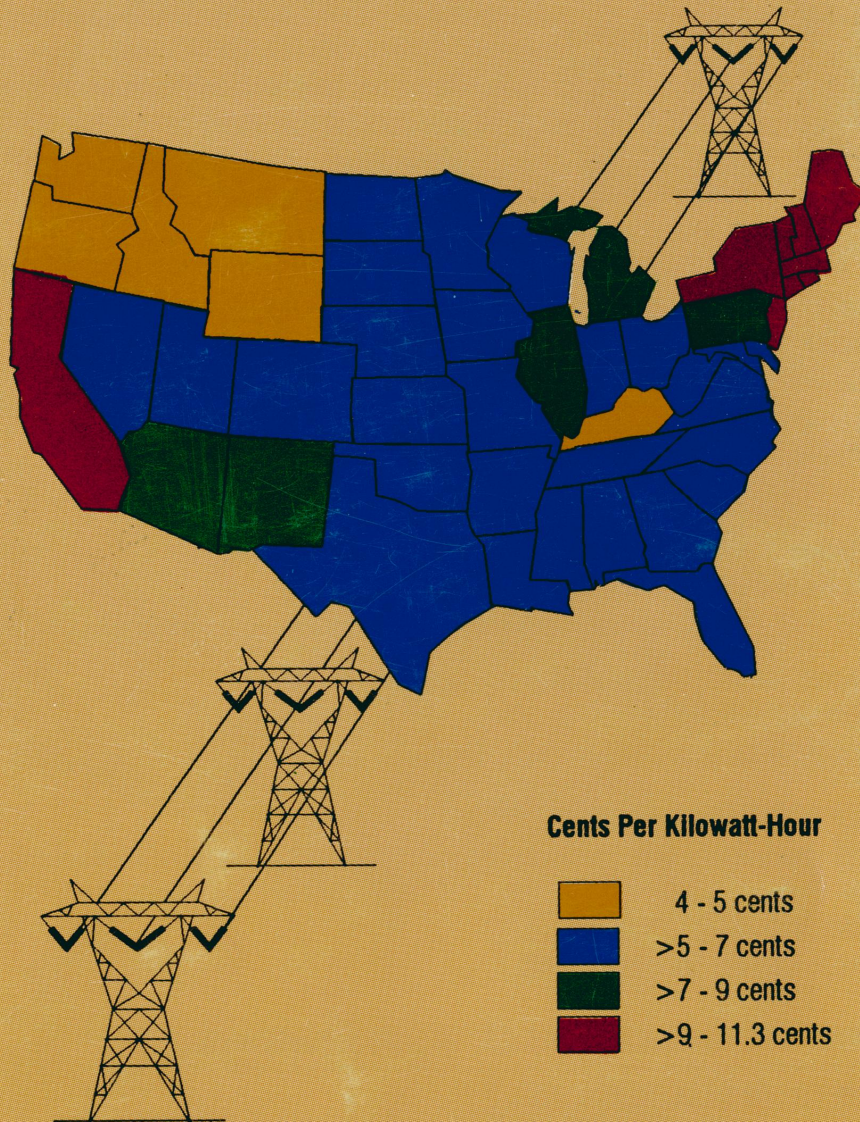 Cents Per Kilowatt-Hour
4 - 5 cents
>5 - 7 cents
>7 - 9 cents
>9 - 11.3 cents